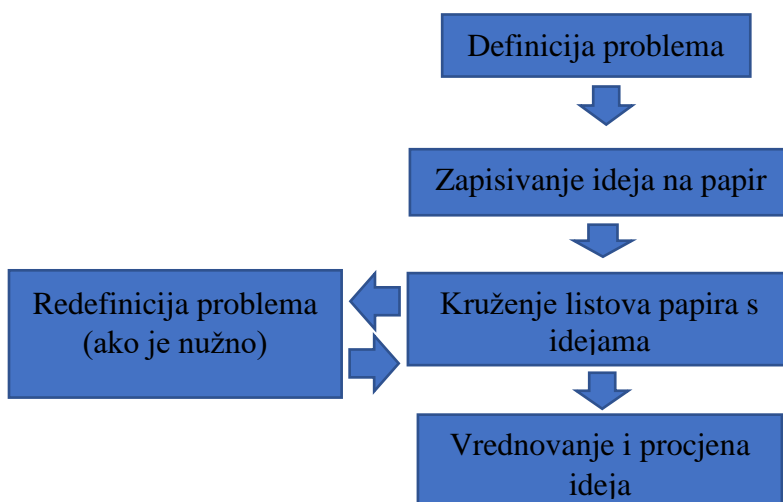 Definicija problema
Zapisivanje ideja na papir
Redefinicija problema
(ako je nužno)
Kruženje listova papira s
idejama
Vrednovanje i procjena
ideja